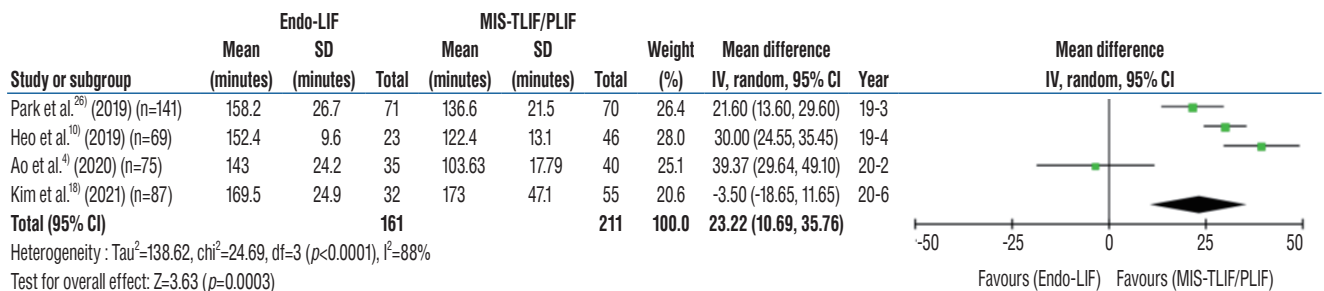 Endo-LIF MIS-TLIF/PLIF
Mean SD Mean SD Weight Mean difference Mean difference
Study or subgroup (minutes) (minutes) Total (minutes) (minutes) Total (%) IV, random, 95% CI Year IV, random, 95% CI
Park et al.26) (2019) (n=141) 158.2 26.7 71 136.6 21.5 70 26.4 21.60 (13.60, 29.60) 19-3
Heo et al.10) (2019) (n=69) 152.4 9.6 23 122.4 13.1 46 28.0 30.00 (24.55, 35.45) 19-4
Ao et al.4) (2020) (n=75) 143 24.2 35 103.63 17.79 40 25.1 39.37 (29.64, 49.10) 20-2
Kim et al.18) (2021) (n=87) 169.5 24.9 32 173 47.1 55 20.6 -3.50 (-18.65, 11.65) 20-6
Total (95% CI) 161 211 100.0 23.22 (10.69, 35.76)
Heterogeneity : Tau2=138.62, chi2=24.69, df=3 (p<0.0001), I2=88%
Test for overall effect: Z=3.63 (p=0.0003)
-50 -25 0 25 50
Favours (Endo-LIF) Favours (MIS-TLIF/PLIF)